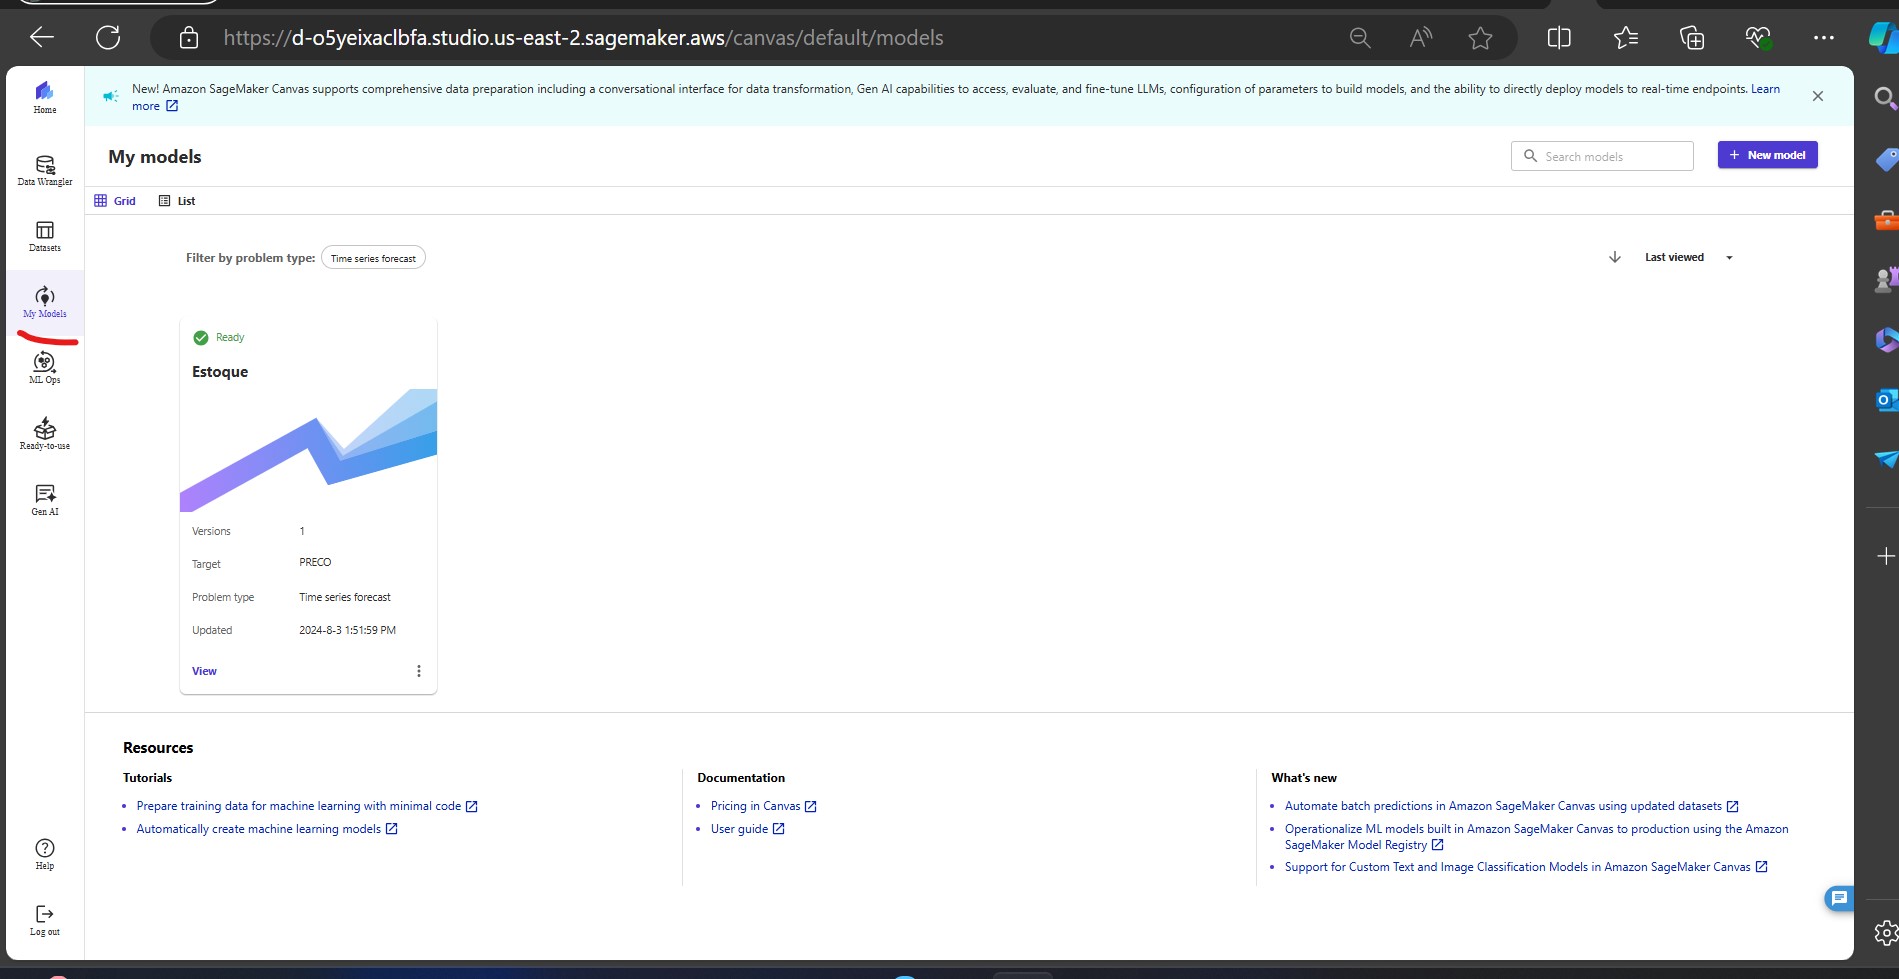 https://d-o5yeixaclbfa.studio.us-east-2.sagemaker.aws/canvas/default/models
Home
Data Wrangler
Datasets
My Models
ML Ops
Ready-to-use
Gen AI
Help
Log out
New! Amazon SageMaker Canvas supports comprehensive data preparation including a conversational interface for data transformation, Gen AI capabilities to access, evaluate, and fine-tune LLMs, configuration of parameters to build models, and the ability to directly deploy models to real-time endpoints. Learn
more
My models
Search models
+ New model
Grid
List
Filter by problem type: Time series forecast
Last viewed
Ready
Estoque
Versions 1
Target PRECO
Problem type Time series forecast
Updated 2024-8-3 1:51:59 PM
View
Resources
Tutorials
• Prepare training data for machine learning with minimal code
• Automatically create machine learning models
Documentation
• Pricing in Canvas
• User guide
What's new
• Automate batch predictions in Amazon SageMaker Canvas using updated datasets
• Operationalize ML models built in Amazon SageMaker Canvas to production using the Amazon
SageMaker Model Registry
• Support for Custom Text and Image Classification Models in Amazon SageMaker Canvas